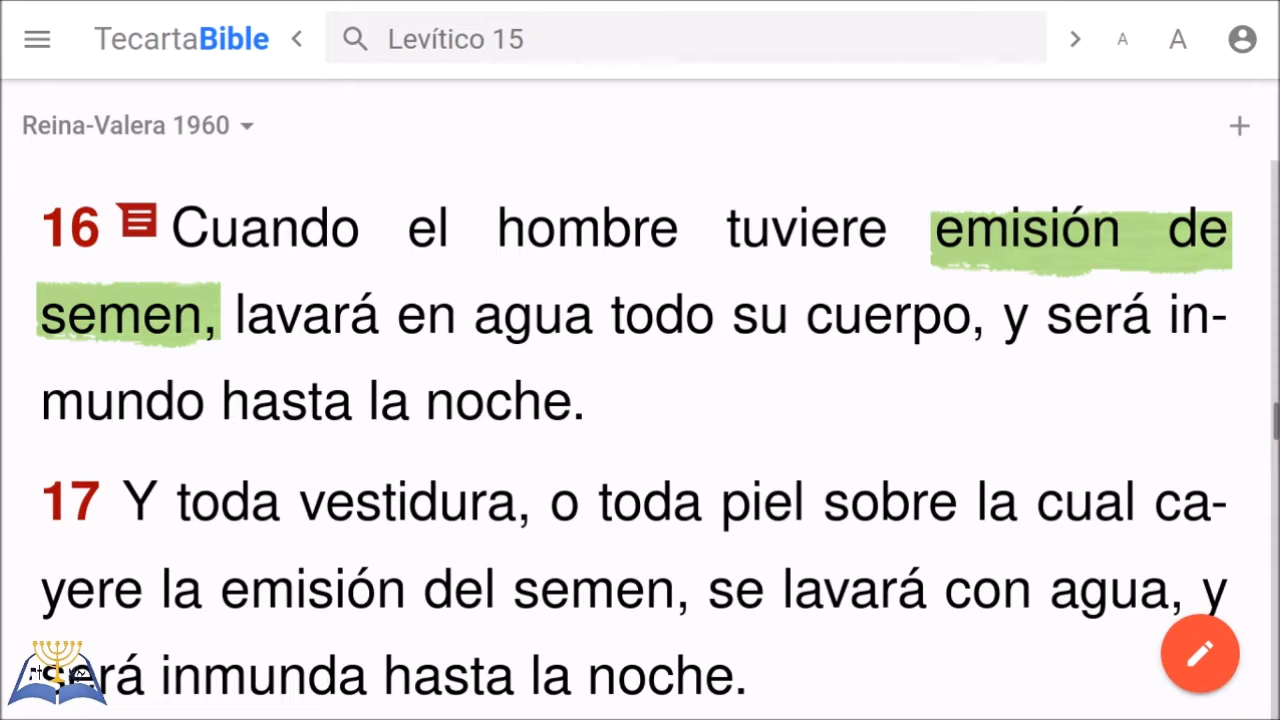 TecartaBible
Levítico 15
A A
Reina-Valera 1960
16 Cuando el hombre tuviere emisión de
semen, lavará en agua todo su cuerpo, y será in-
mundo hasta la noche.
17 Y toda vestidura, o toda piel sobre la cual ca-
yere la emisión del semen, se lavará con agua, y
será inmunda hasta la noche.